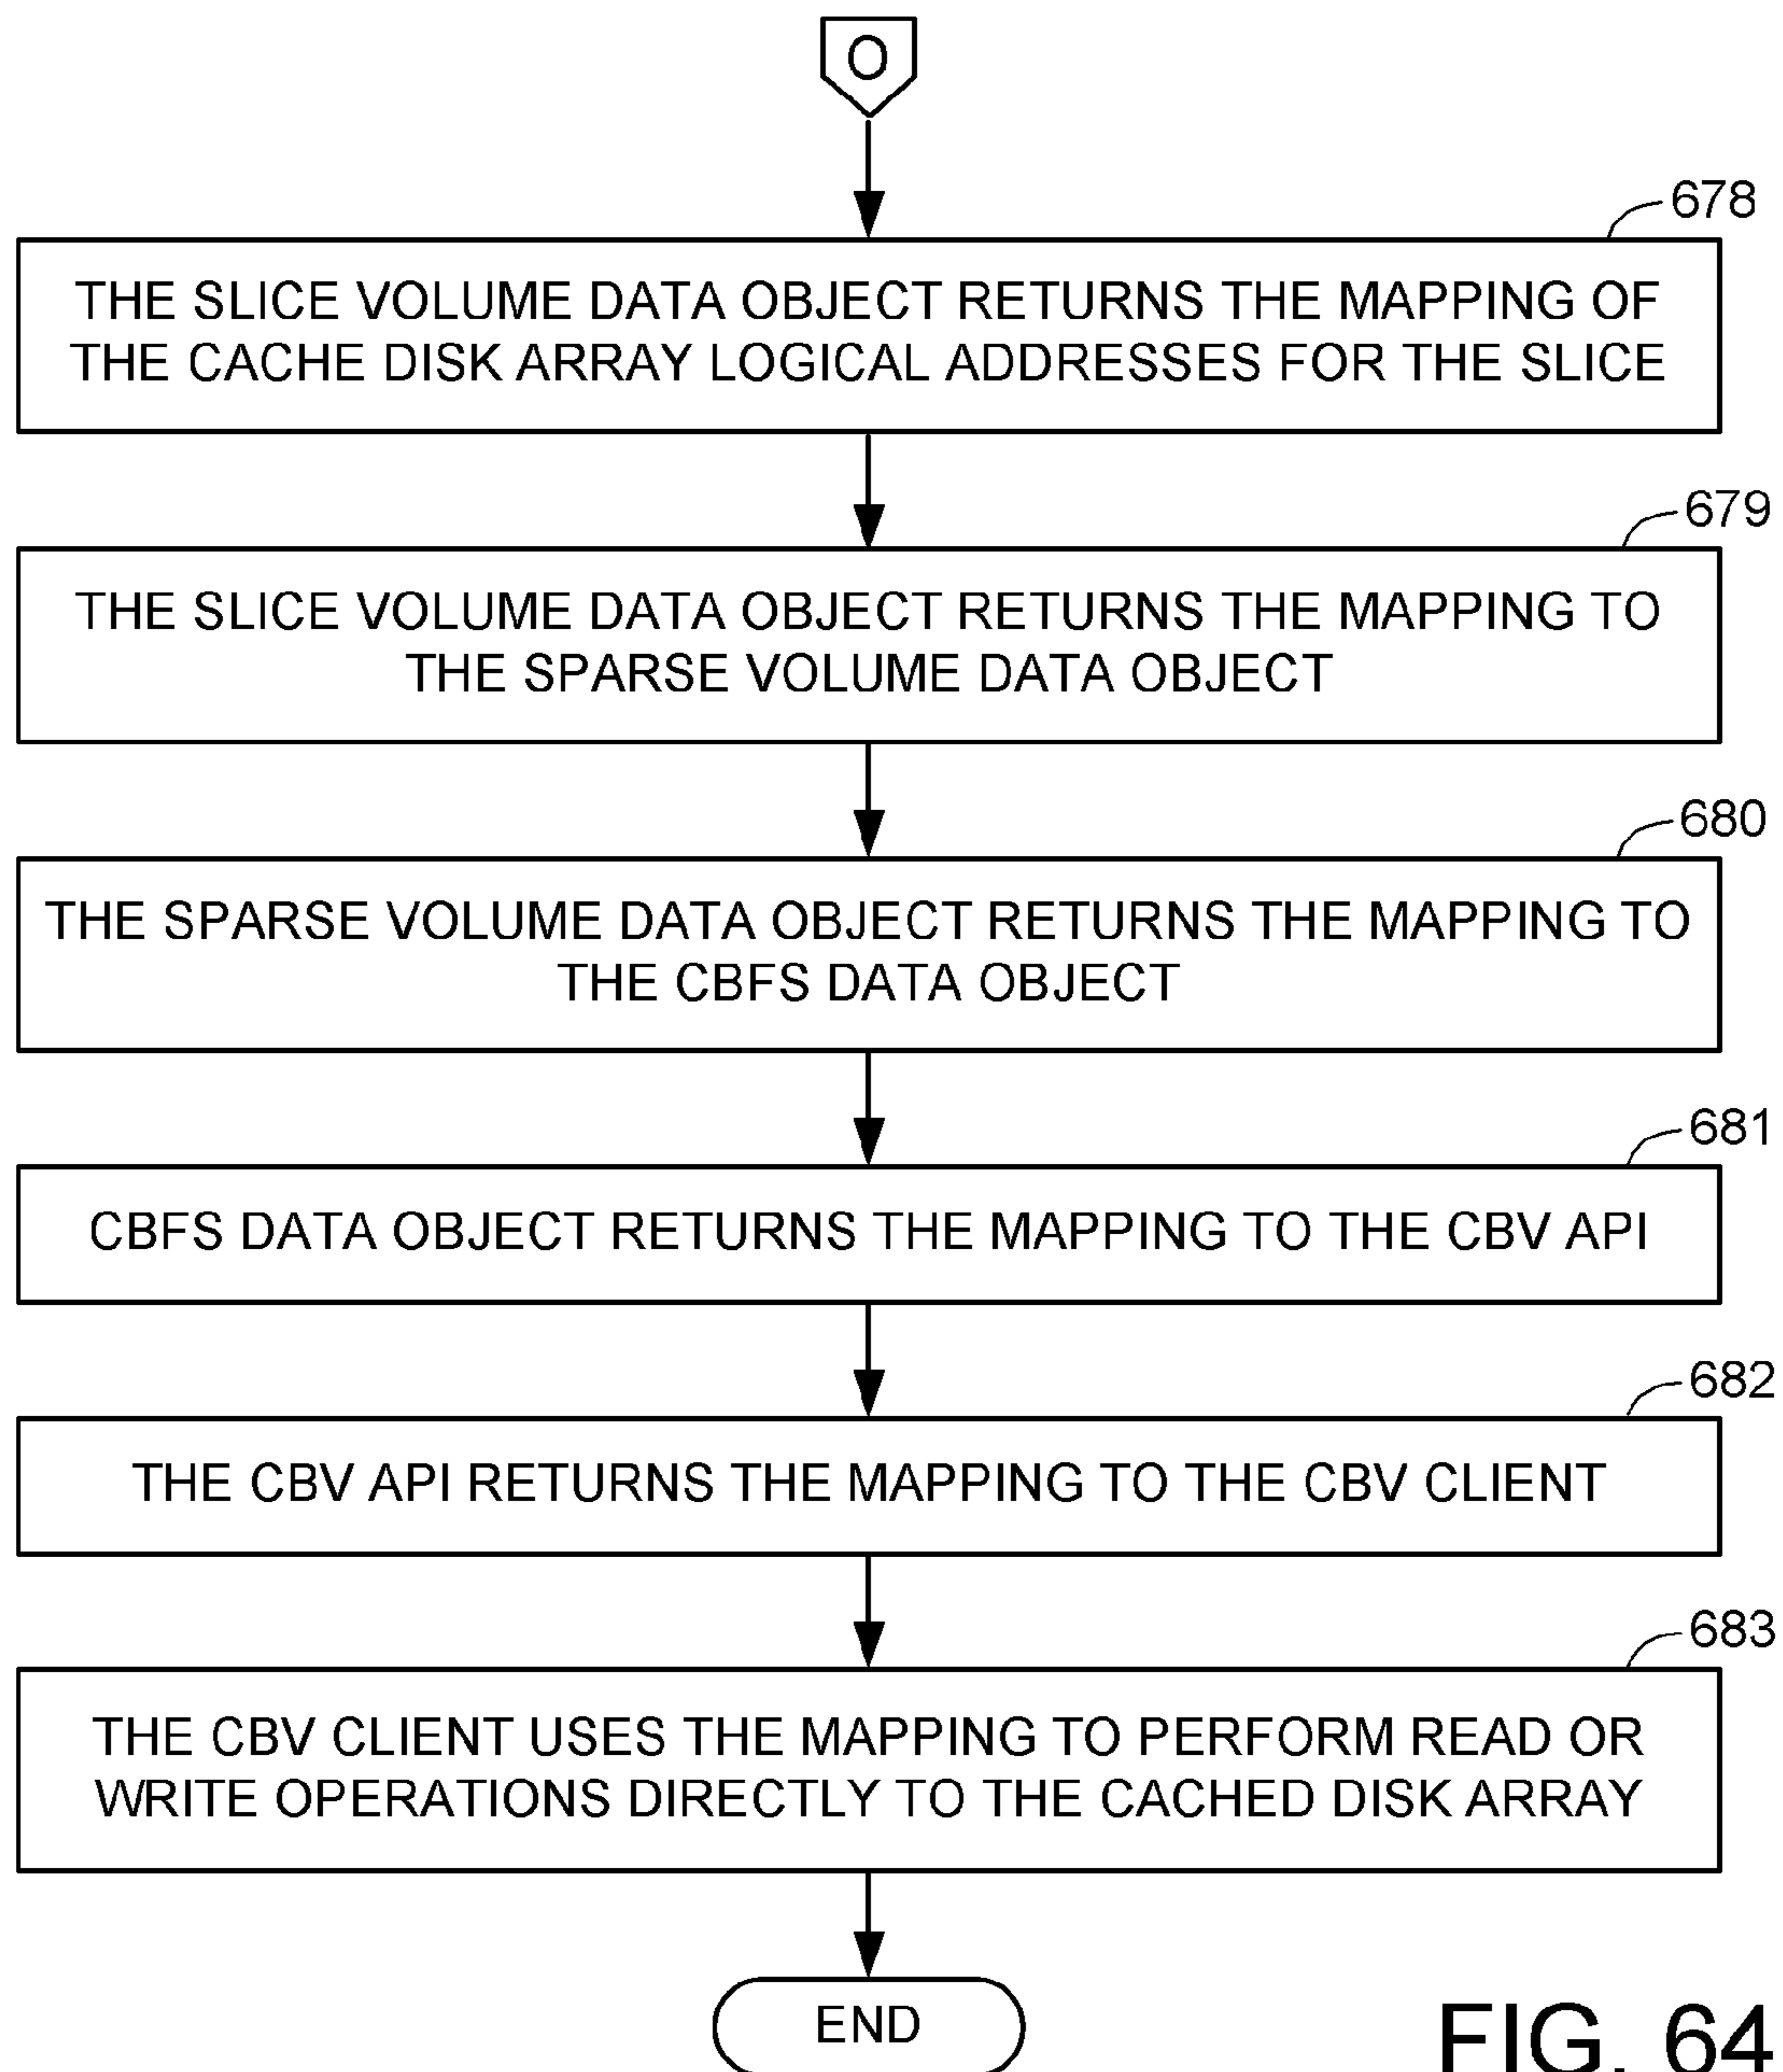 O
678
THE SLICE VOLUME DATA OBJECT RETURNS THE MAPPING OF
THE CACHE DISK ARRAY LOGICAL ADDRESSES FOR THE SLICE
679
THE SLICE VOLUME DATA OBJECT RETURNS THE MAPPING TO
THE SPARSE VOLUME DATA OBJECT
680
THE SPARSE VOLUME DATA OBJECT RETURNS THE MAPPING TO
THE CBFS DATA OBJECT
681
CBFS DATA OBJECT RETURNS THE MAPPING TO THE CBV API
682
THE CBV API RETURNS THE MAPPING TO THE CBV CLIENT
683
THE CBV CLIENT USES THE MAPPING TO PERFORM READ OR
WRITE OPERATIONS DIRECTLY TO THE CACHED DISK ARRAY
END
FIG. 64